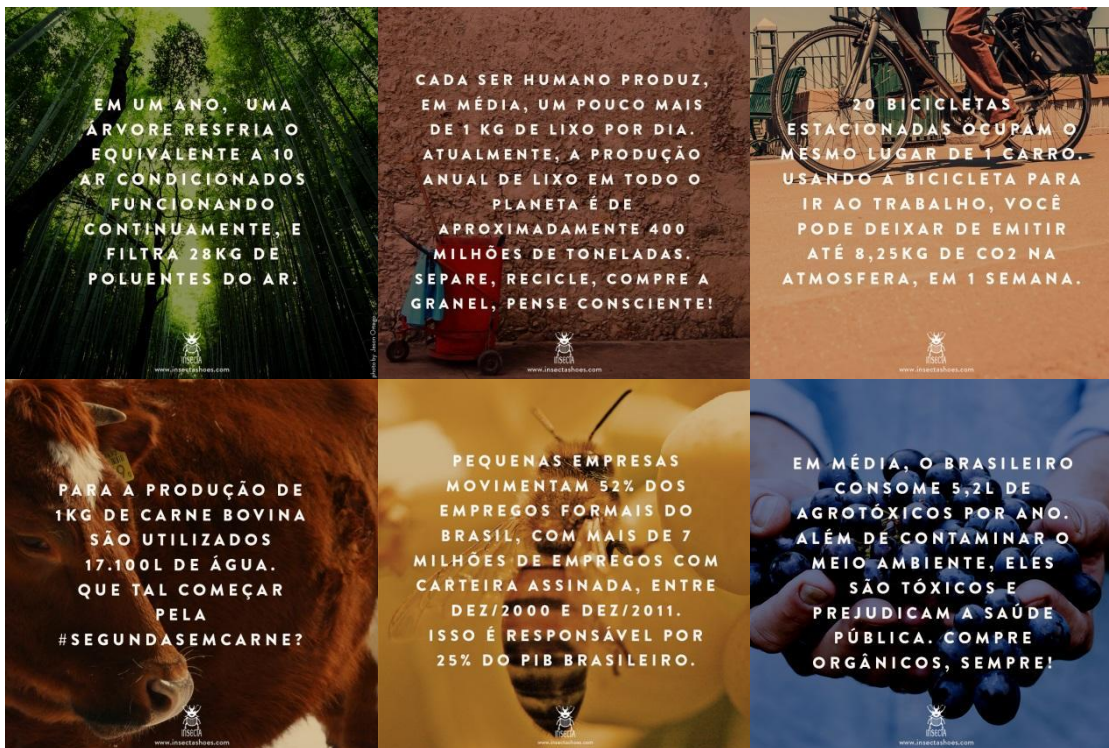 EM UM ANO, UMA
ÁRVORE RESFRIA O
EQUIVALENTE A 10
AR CONDICIONADOS
FUNCIONANDO
CONTINUAMENTE, E
FILTRA 28KG DE
POLUENTES DO AR.
INSECTA
www.insectashoes.com
CADA SER HUMANO PRODUZ,
EM MÉDIA, UM POUCO MAIS
DE 1 KG DE LIXO POR DIA.
ATUALMENTE, A PRODUÇÃO
ANUAL DE LIXO EM TODO O
PLANETA É DE
APROXIMADAMENTE 400
MILHÕES DE TONELADAS.
SEPARE, RECICLE, COMPRE A
GRANEL, PENSE CONSCIENTE!
INSECTA
www.insectashoes.com
20 BICICLETAS
ESTACIONADAS OCUPAM O
MESMO LUGAR DE 1 CARRO.
USANDO A BICICLETA PARA
IR AO TRABALHO, VOCÊ
PODE DEIXAR DE EMITIR
ATÉ 8,25KG DE CO2 NA
ATMOSFERA, EM 1 SEMANA.
INSECTA
www.insectashoes.com
PARA A PRODUÇÃO DE
1KG DE CARNE BOVINA
SÃO UTILIZADOS
17.100L DE ÁGUA.
QUE TAL COMEÇAR
PELA
#SEGUNDASEMCARNE?
INSECTA
www.insectashoes.com
PEQUENAS EMPRESAS
MOVIMENTAM 52% DOS
EMPREGOS FORMAIS DO
BRASIL, COM MAIS DE 7
MILHÕES DE EMPREGOS COM
CARTEIRA ASSINADA, ENTRE
DEZ/2000 E DEZ/2011.
ISSO É RESPONSÁVEL POR
25% DO PIB BRASILEIRO.
INSECTA
www.insectashoes.com
EM MÉDIA, O BRASILEIRO
CONSOME 5,2L DE
AGROTÓXICOS POR ANO.
ALÉM DE CONTAMINAR O
MEIO AMBIENTE, ELES
SÃO TÓXICOS E
PREJUDICAM A SAÚDE
PÚBLICA. COMPRE
ORGÂNICOS, SEMPRE!
INSECTA
www.insectashoes.com